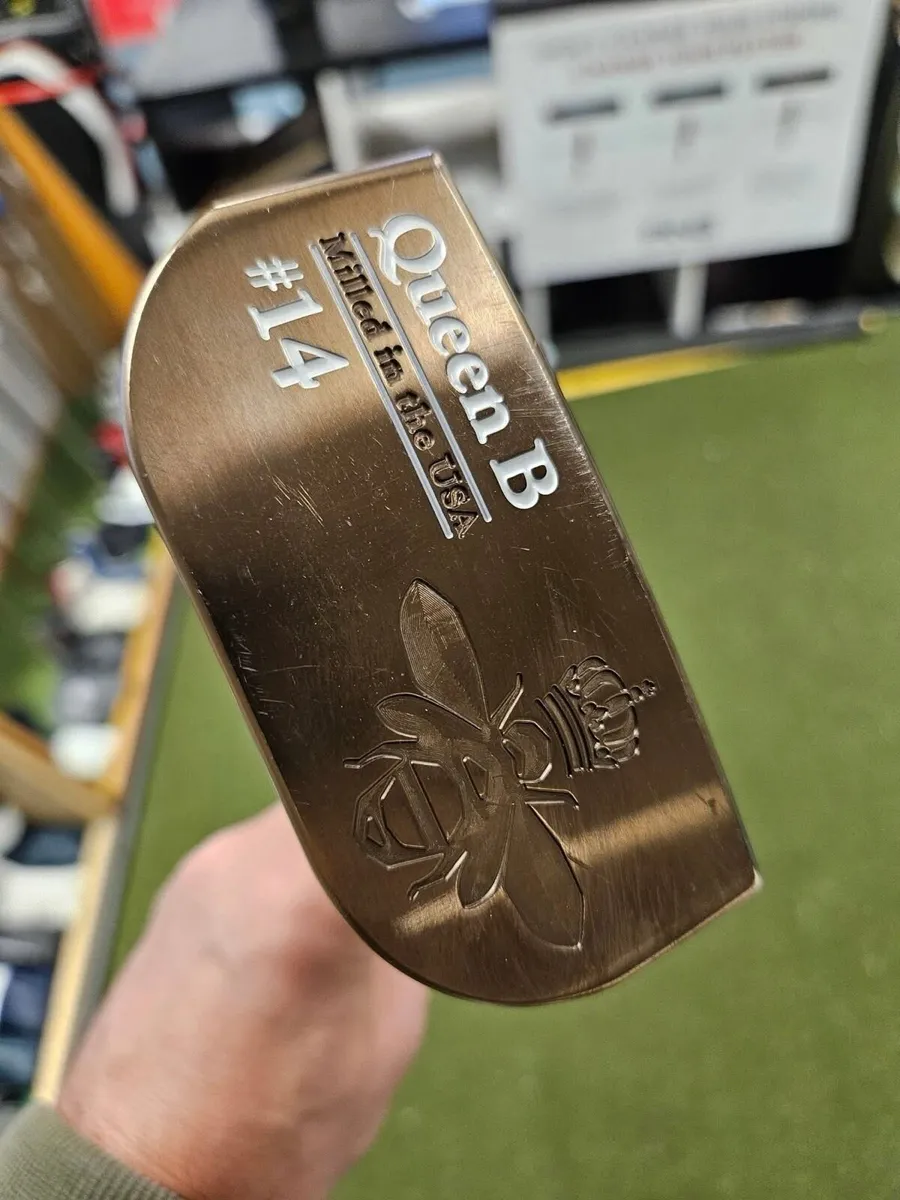 Queen B
Milled in the USA
#14